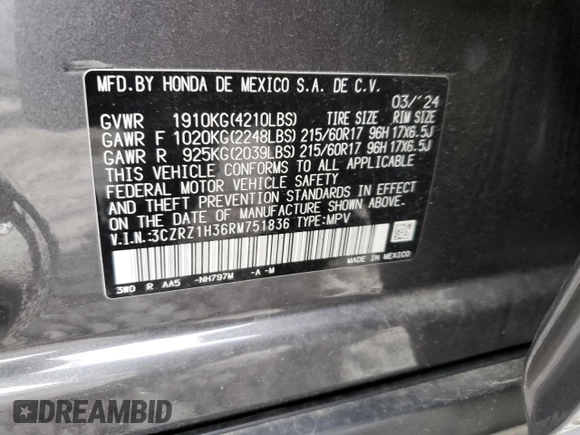 MFD.BY HONDA DE MEXICO S.A. DE C.V.
03/'24
GVWR 1910KG(4210LBS) TIRE SIZE RIM SIZE
GAWR F 1020KG(2248LBS) 215/60R17 96H 17X6.5J
GAWR R 925KG(2039LBS) 215/60R17 96H 17X6.5J
THIS VEHICLE CONFORMS TO ALL APPLICABLE
FEDERAL MOTOR VEHICLE SAFETY
AND THEFT PREVENTION STANDARDS IN EFFECT
ON THE DATE OF MANUFACTURE SHOWN ABOVE.
V.I.N.:3CZRZ1H36RM751836 TYPE:MPV
MADE IN MEXICO
3WD R AA5 -NH797M -A -M
DREAMBID